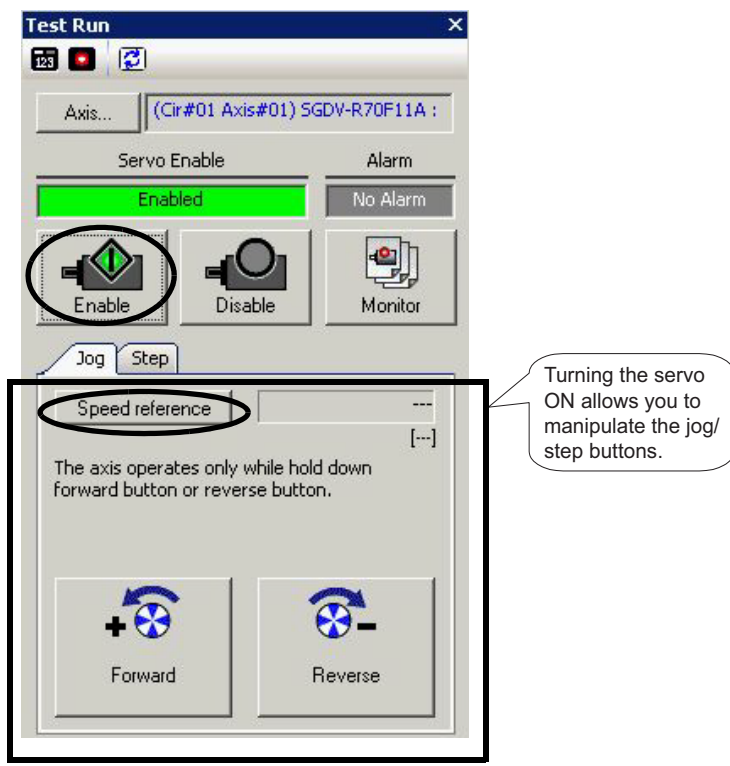 Test Run
123
Axis...
(Cir#01 Axis#01) SGDV-R70F11A :
Servo Enable
Alarm
Enabled
No Alarm
Enable
Disable
Monitor
Jog
Step
Speed reference
---
[---]
The axis operates only while hold down
forward button or reverse button.
+
-
Forward
Reverse
Turning the servo
ON allows you to
manipulate the jog/
step buttons.